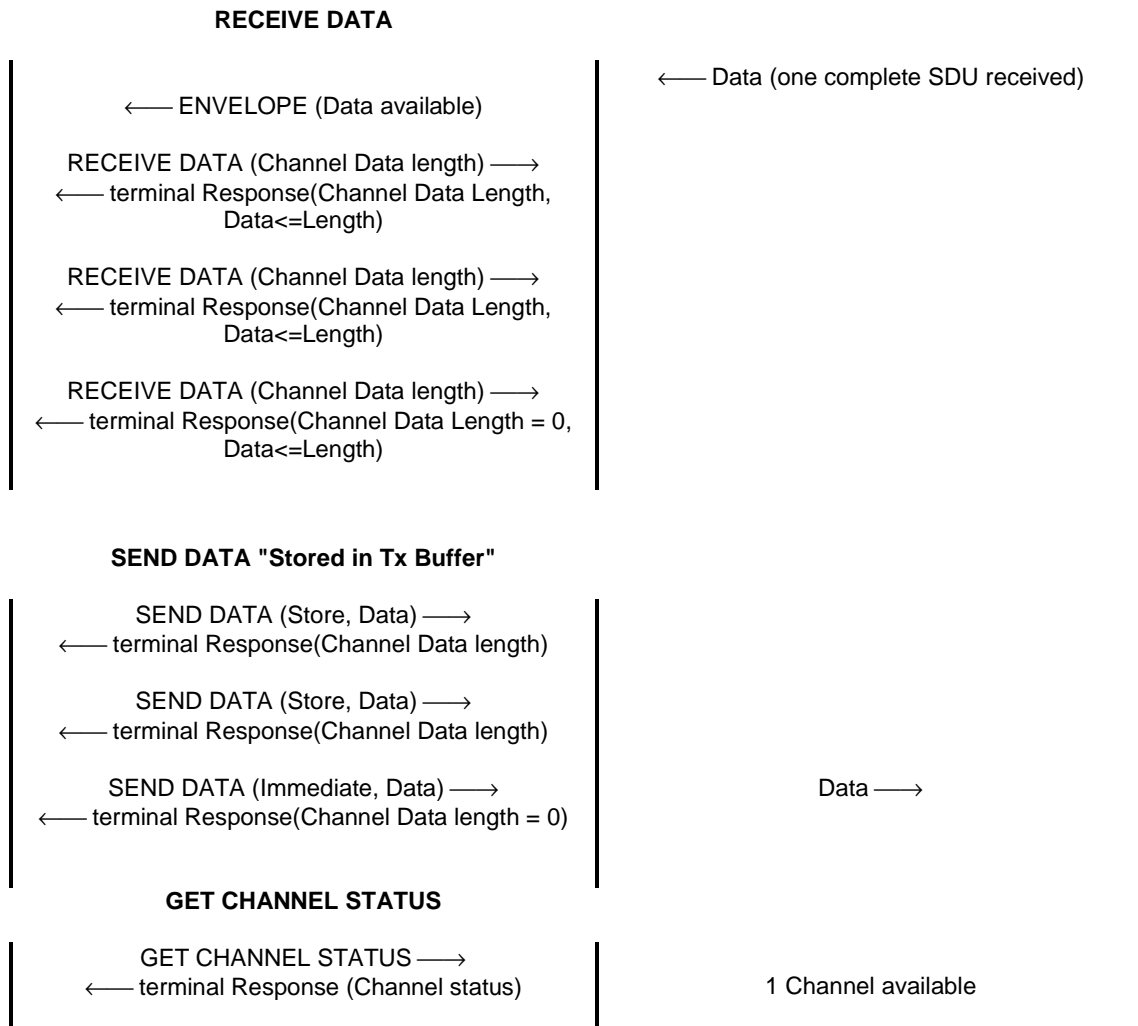 RECEIVE DATA
←── Data (one complete SDU received)
←── ENVELOPE (Data available)
RECEIVE DATA (Channel Data length) ──→
←── terminal Response(Channel Data Length,
Data<=Length)
RECEIVE DATA (Channel Data length) ──→
←── terminal Response(Channel Data Length,
Data<=Length)
RECEIVE DATA (Channel Data length) ──→
←── terminal Response(Channel Data Length = 0,
Data<=Length)
SEND DATA "Stored in Tx Buffer"
SEND DATA (Store, Data) ──→
←── terminal Response(Channel Data length)
SEND DATA (Store, Data) ──→
←── terminal Response(Channel Data length)
SEND DATA (Immediate, Data) ──→ Data ──→
←── terminal Response(Channel Data length = 0)
GET CHANNEL STATUS
GET CHANNEL STATUS ──→
←── terminal Response (Channel status) 1 Channel available